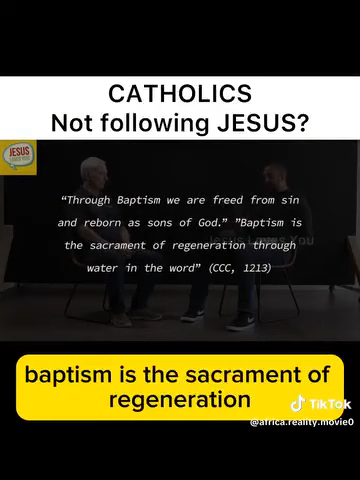 CATHOLICS
Not following JESUS?
JESUS
“Through Baptism we are freed from sin
and reborn as sons of God.” ”Baptism is
the sacrament of regeneration through
water in the word” (CCC, 1213)
You
baptism is the sacrament of
regeneration
TikTok
@africa.reality.movie0